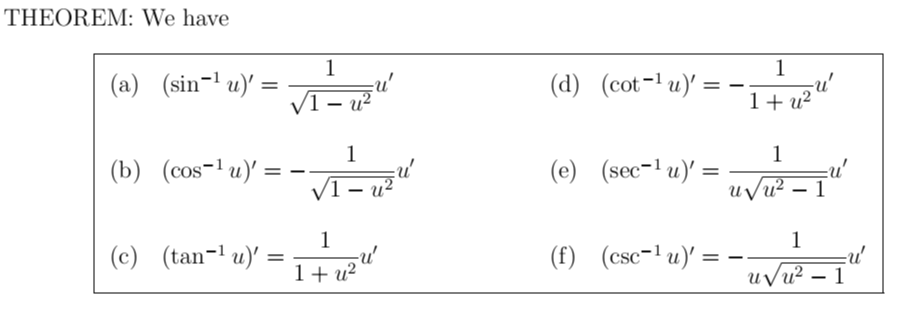 THEOREM: We have
(a) (sin⁻¹ u)′ = 1/√(1 − u²) u′ (d) (cot⁻¹ u)′ = − 1/(1 + u²) u′
(b) (cos⁻¹ u)′ = − 1/√(1 − u²) u′ (e) (sec⁻¹ u)′ = 1/(u√(u² − 1)) u′
(c) (tan⁻¹ u)′ = 1/(1 + u²) u′ (f) (csc⁻¹ u)′ = − 1/(u√(u² − 1)) u′